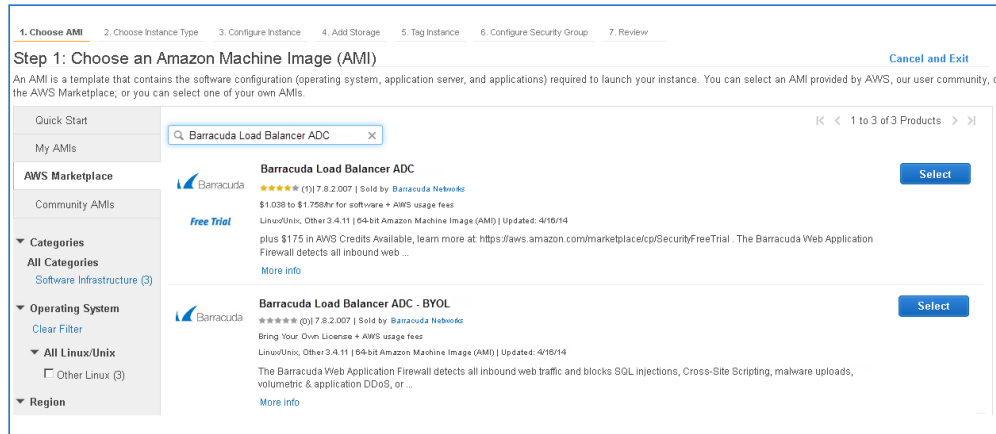 1. Choose AMI 2. Choose Instance Type 3. Configure Instance 4. Add Storage 5. Tag Instance 6. Configure Security Group 7. Review
Step 1: Choose an Amazon Machine Image (AMI)
Cancel and Exit
An AMI is a template that contains the software configuration (operating system, application server, and applications) required to launch your instance. You can select an AMI provided by AWS, our user community,
the AWS Marketplace; or you can select one of your own AMIs.
Quick Start
My AMIs
AWS Marketplace
Community AMIs
Categories
All Categories
Software Infrastructure (3)
Operating System
Clear Filter
All Linux/Unix
Other Linux (3)
Region
Barracuda Load Balancer ADC
1 to 3 of 3 Products
Barracuda
Free Trial
Barracuda Load Balancer ADC
(1)| 7.8.2.007 | Sold by Barracuda Networks
$1.038 to $1.758/hr for software + AWS usage fees
Linux/Unix, Other 3.4.11 | 64-bit Amazon Machine Image (AMI) | Updated: 4/16/14
plus $175 in AWS Credits Available, learn more at: https://aws.amazon.com/marketplace/cp/SecurityFreeTrial . The Barracuda Web Application
Firewall detects all inbound web ...
More info
Select
Barracuda
Barracuda Load Balancer ADC - BYOL
(0)| 7.8.2.007 | Sold by Barracuda Networks
Bring Your Own License + AWS usage fees
Linux/Unix, Other 3.4.11 | 64-bit Amazon Machine Image (AMI) | Updated: 4/16/14
The Barracuda Web Application Firewall detects all inbound web traffic and blocks SQL injections, Cross-Site Scripting, malware uploads,
volumetric & application DDoS, or ...
More info
Select